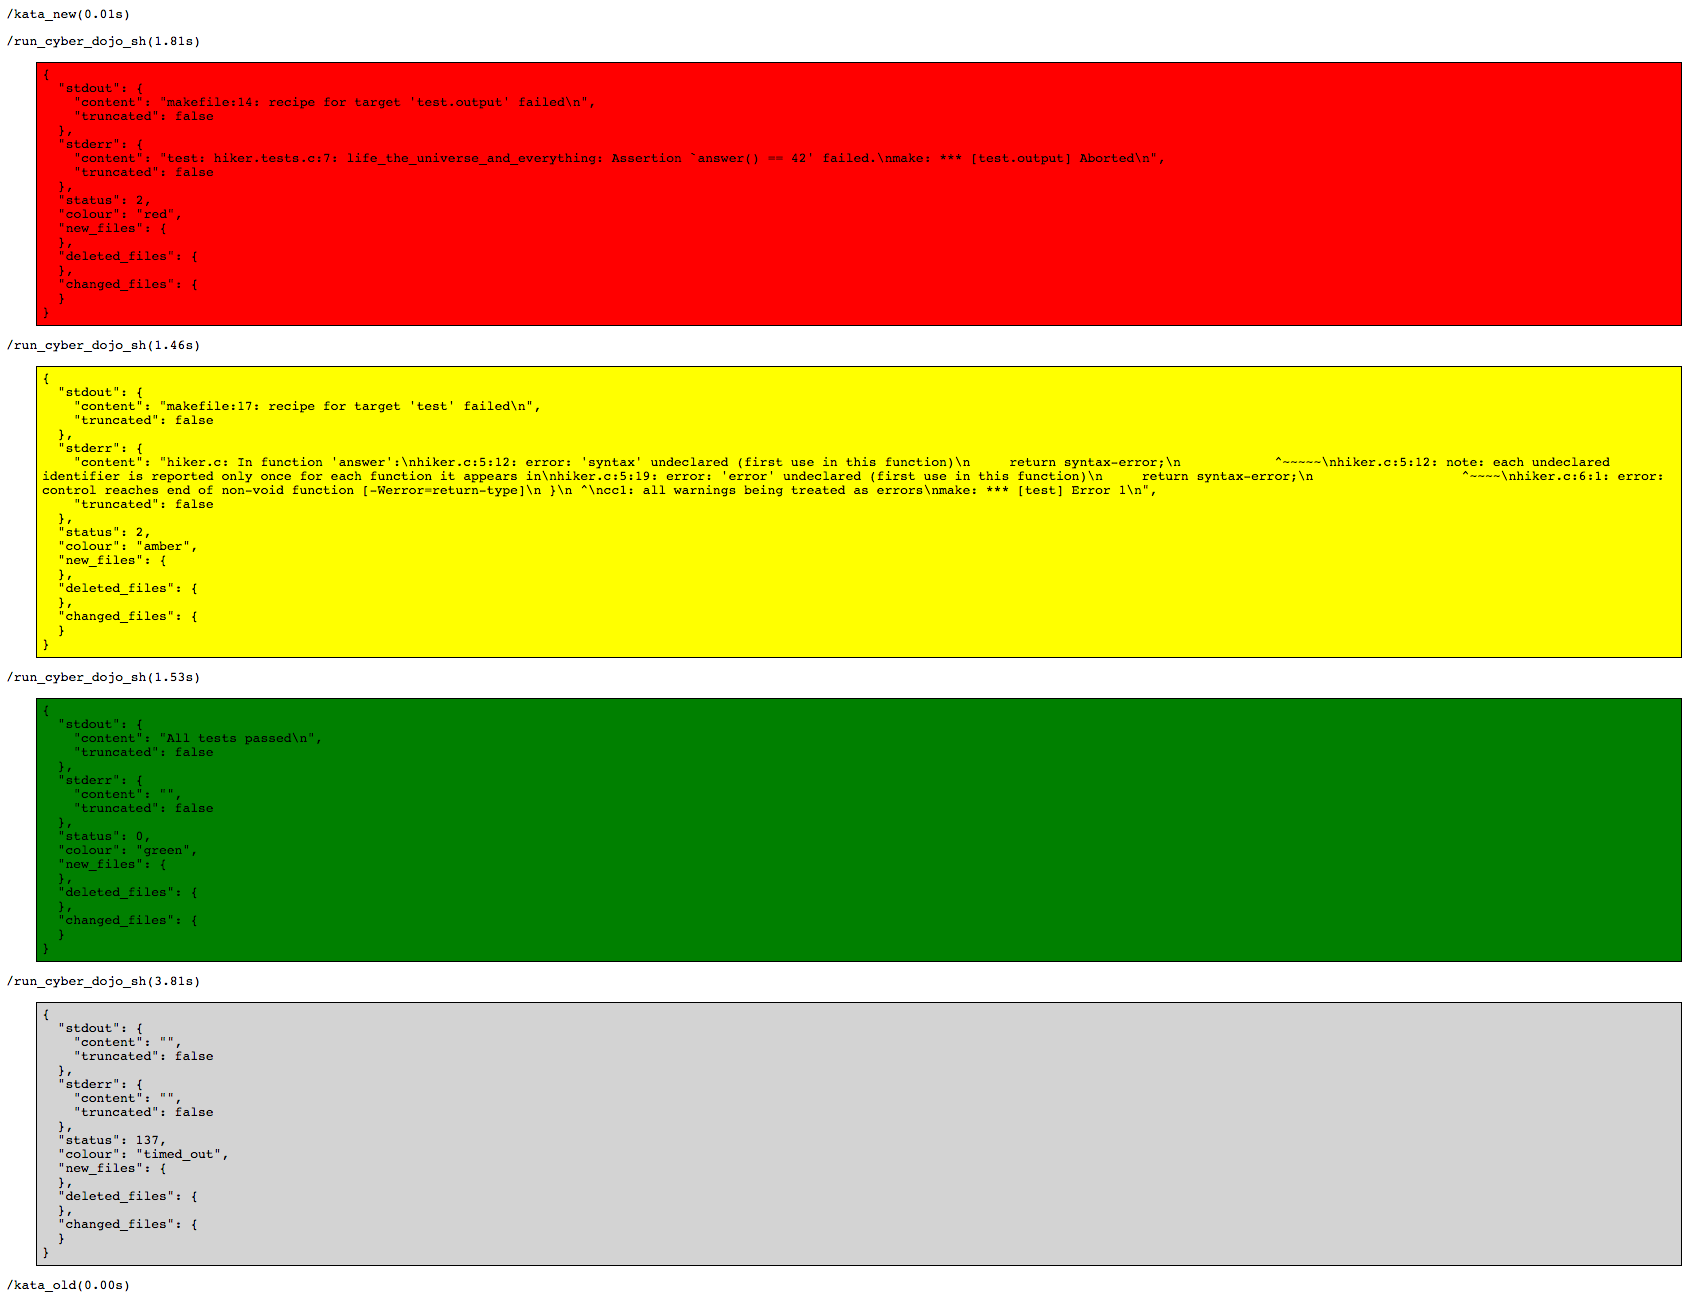 /kata_new(0.01s)
/run_cyber_dojo_sh(1.81s)
{
  "stdout": {
    "content": "makefile:14: recipe for target 'test.output' failed\n",
    "truncated": false
  },
  "stderr": {
    "content": "test: hiker.tests.c:7: life_the_universe_and_everything: Assertion `answer() == 42' failed.\nmake: *** [test.output] Aborted\n",
    "truncated": false
  },
  "status": 2,
  "colour": "red",
  "new_files": {
  },
  "deleted_files": {
  },
  "changed_files": {
  }
}
/run_cyber_dojo_sh(1.46s)
{
  "stdout": {
    "content": "makefile:17: recipe for target 'test' failed\n",
    "truncated": false
  },
  "stderr": {
    "content": "hiker.c: In function 'answer':\nhiker.c:5:12: error: 'syntax' undeclared (first use in this function)\n     return syntax-error;\n            ^~~~~~\nhiker.c:5:12: note: each undeclared
identifier is reported only once for each function it appears in\nhiker.c:5:19: error: 'error' undeclared (first use in this function)\n     return syntax-error;\n                   ^~~~~\nhiker.c:6:1: error:
control reaches end of non-void function [-Werror=return-type]\n }\n ^\ncc1: all warnings being treated as errors\nmake: *** [test] Error 1\n",
    "truncated": false
  },
  "status": 2,
  "colour": "amber",
  "new_files": {
  },
  "deleted_files": {
  },
  "changed_files": {
  }
}
/run_cyber_dojo_sh(1.53s)
{
  "stdout": {
    "content": "All tests passed\n",
    "truncated": false
  },
  "stderr": {
    "content": "",
    "truncated": false
  },
  "status": 0,
  "colour": "green",
  "new_files": {
  },
  "deleted_files": {
  },
  "changed_files": {
  }
}
/run_cyber_dojo_sh(3.81s)
{
  "stdout": {
    "content": "",
    "truncated": false
  },
  "stderr": {
    "content": "",
    "truncated": false
  },
  "status": 137,
  "colour": "timed_out",
  "new_files": {
  },
  "deleted_files": {
  },
  "changed_files": {
  }
}
/kata_old(0.00s)